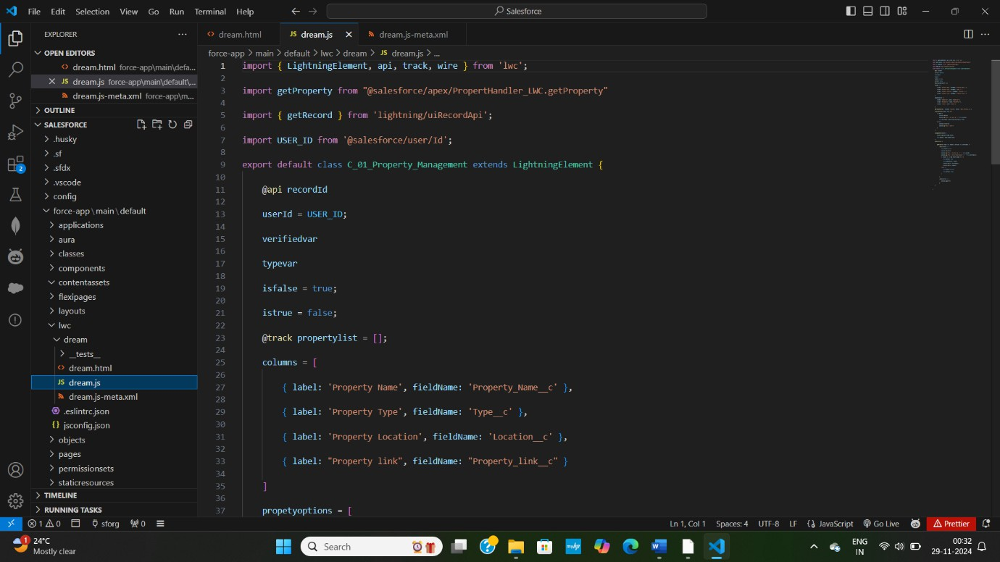 File Edit Selection View Go Run Terminal Help
Salesforce
EXPLORER
OPEN EDITORS
dream.html force-app\main\defa...
dream.js force-app\main\default\...
dream.js-meta.xml force-app\m...
OUTLINE
SALESFORCE
.husky
.sf
.sfdx
.vscode
config
force-app\main\default
applications
aura
classes
components
contentassets
flexipages
layouts
lwc
dream
__tests__
dream.html
dream.js
dream.js-meta.xml
.eslintrc.json
jsconfig.json
objects
pages
permissionsets
staticresources
TIMELINE
RUNNING TASKS
2
dream.html
dream.js
dream.js-meta.xml
force-app > main > default > lwc > dream > JS dream.js > ...
1 import { LightningElement, api, track, wire } from 'lwc';
2
3 import getProperty from "@salesforce/apex/PropertHandler_LWC.getProperty"
4
5 import { getRecord } from 'lightning/uiRecordApi';
6
7 import USER_ID from '@salesforce/user/Id';
8
9 export default class C_01_Property_Management extends LightningElement {
10
11 @api recordId
12
13 userId = USER_ID;
14
15 verifiedvar
16
17 typevar
18
19 isfalse = true;
20
21 istrue = false;
22
23 @track propertylist = [];
24
25 columns = [
26
27 { label: 'Property Name', fieldName: 'Property_Name__c' },
28
29 { label: 'Property Type', fieldName: 'Type__c' },
30
31 { label: 'Property Location', fieldName: 'Location__c' },
32
33 { label: "Property link", fieldName: "Property_link__c" }
34
35 ]
36
37 propetyoptions = [
1 0 sforg 0
Ln 1, Col 1 Spaces: 4 UTF-8 LF JavaScript Go Live Prettier
1
24°C
Mostly clear
Search
ENG
IN
00:32
29-11-2024